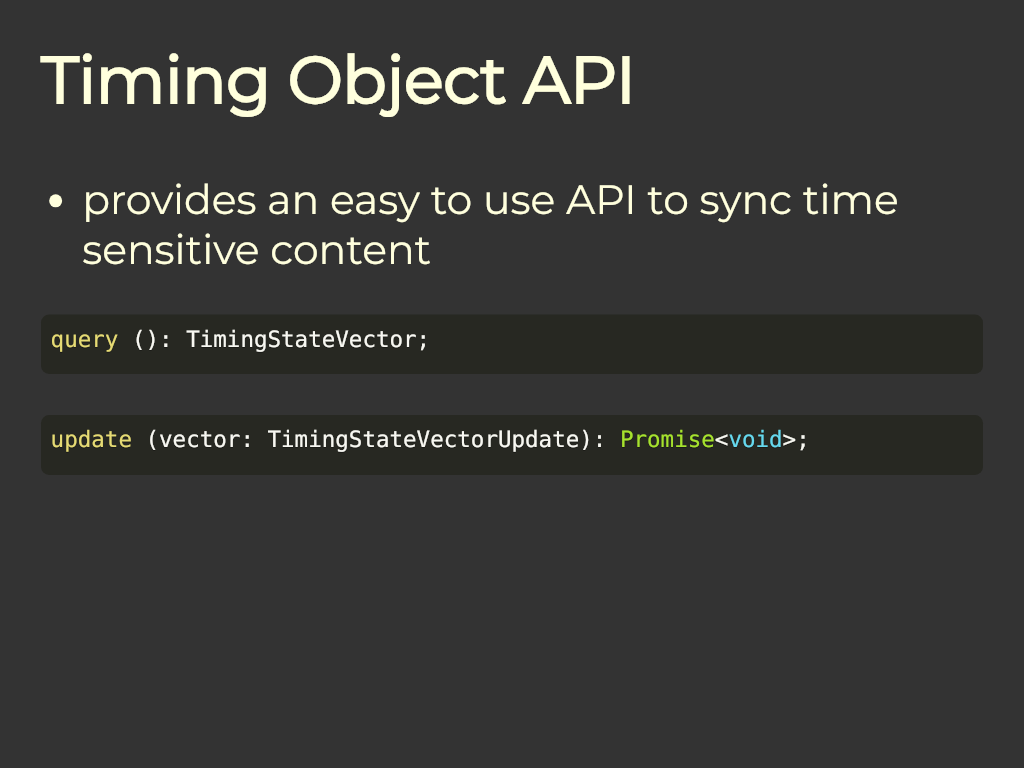 Timing Object API
• provides an easy to use API to sync time
sensitive content
query (): TimingStateVector;
update (vector: TimingStateVectorUpdate): Promise<void>;